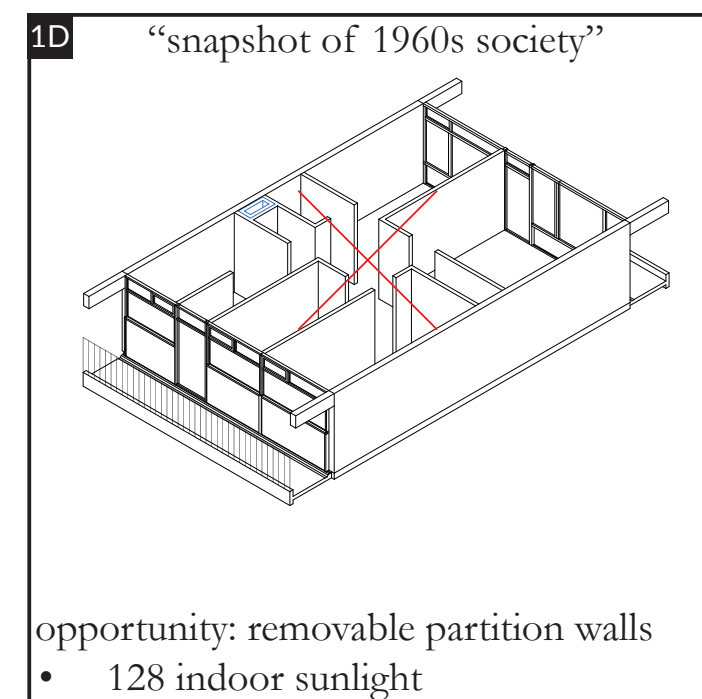 1D
“snapshot of 1960s society”
opportunity: removable partition walls
• 128 indoor sunlight